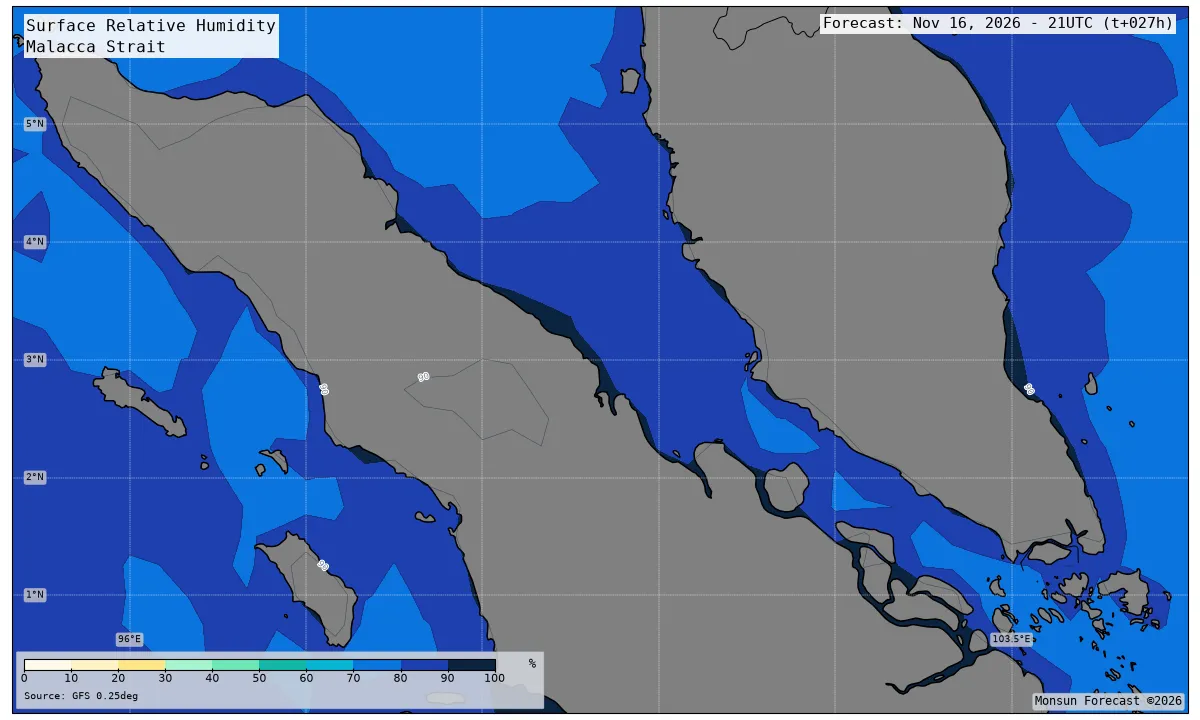 Surface Relative Humidity
Malacca Strait
Forecast: Nov 16, 2026 - 21UTC (t+027h)
5°N
4°N
3°N
90
90
90
2°N
90
1°N
96°E
103.5°E
%
0 10 20 30 40 50 60 70 80 90 100
Source: GFS 0.25deg
Monsun Forecast ©2026